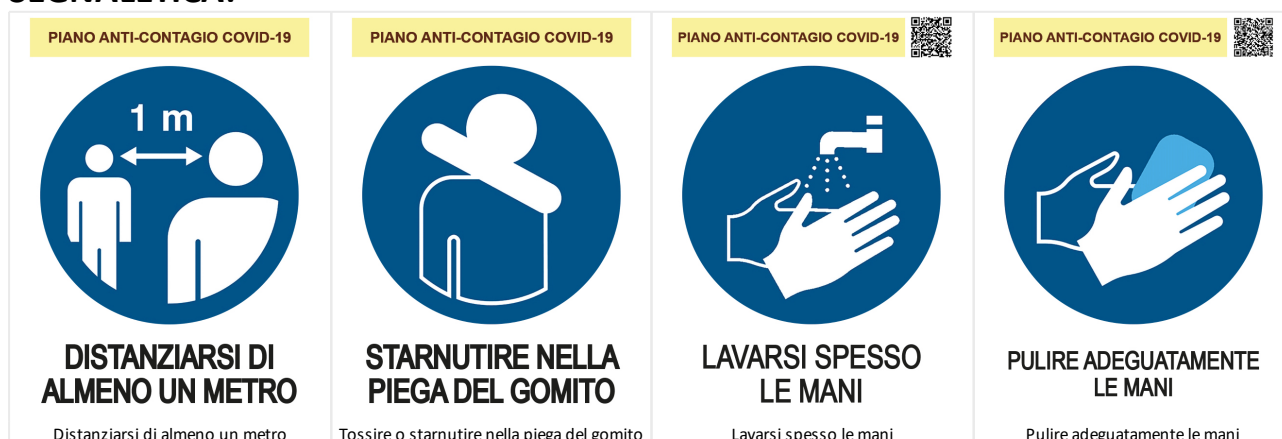 SEGNALETICA:
PIANO ANTI-CONTAGIO COVID-19
1 m
DISTANZIARSI DI
ALMENO UN METRO
Distanziarsi di almeno un metro
PIANO ANTI-CONTAGIO COVID-19
STARNUTIRE NELLA
PIEGA DEL GOMITO
Tossire o starnutire nella piega del gomito
PIANO ANTI-CONTAGIO COVID-19
LAVARSI SPESSO
LE MANI
Lavarsi spesso le mani
PIANO ANTI-CONTAGIO COVID-19
PULIRE ADEGUATAMENTE
LE MANI
Pulire adeguatamente le mani